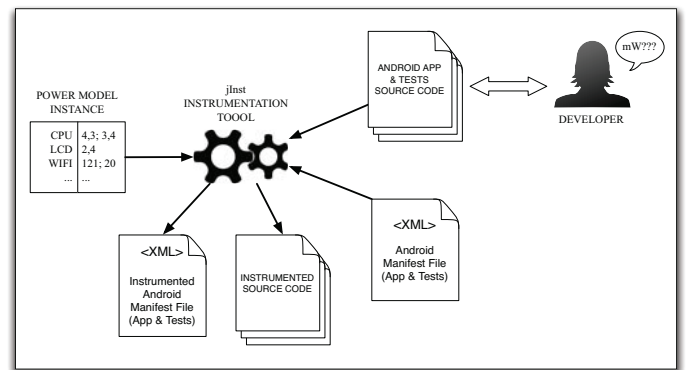 mW???
ANDROID APP
& TESTS
SOURCE CODE
DEVELOPER
jInst
INSTRUMENTATION
TOOOL
POWER MODEL
INSTANCE
CPU 4,3; 3,4
LCD 2,4
WIFI 121; 20
... ...
<XML>
Instrumented
Android
Manifest File
(App & Tests)
INSTRUMENTED
SOURCE CODE
<XML>
Android
Manifest File
(App & Tests)